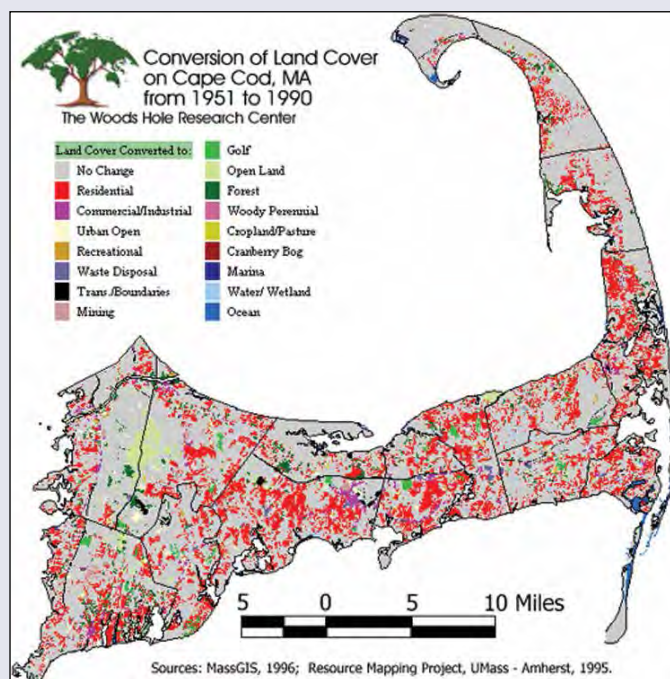 Conversion of Land Cover
on Cape Cod, MA
from 1951 to 1990
The Woods Hole Research Center
Land Cover Converted to:
No Change
Residential
Commercial/Industrial
Urban Open
Recreational
Waste Disposal
Trans./Boundaries
Mining
Golf
Open Land
Forest
Woody Perennial
Cropland/Pasture
Cranberry Bog
Marina
Water/ Wetland
Ocean
5 0 5 10 Miles
Sources: MassGIS, 1996; Resource Mapping Project, UMass - Amherst, 1995.